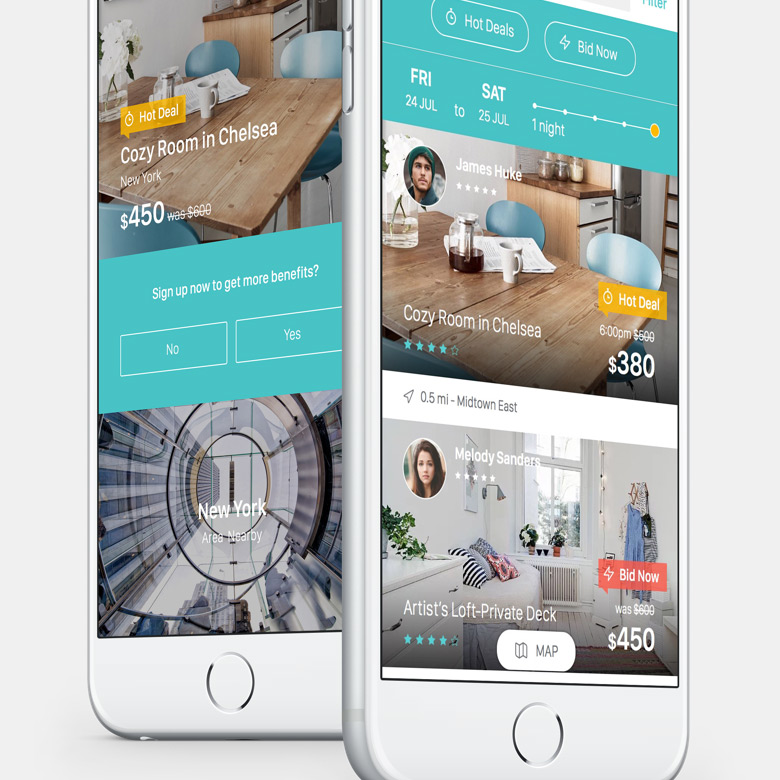 Hot Deal
Cozy Room in Chelsea
New York
$450 was $600
Sign up now to get more benefits?
No
Yes
New York
Area Nearby
Filter
Hot Deals
Bid Now
FRI
24 JUL
to
SAT
25 JUL
1 night
James Huke
Hot Deal
Cozy Room in Chelsea
6:00pm $500
$380
0.5 mi - Midtown East
Melody Sanders
Bid Now
Artist's Loft-Private Deck
was $600
$450
MAP